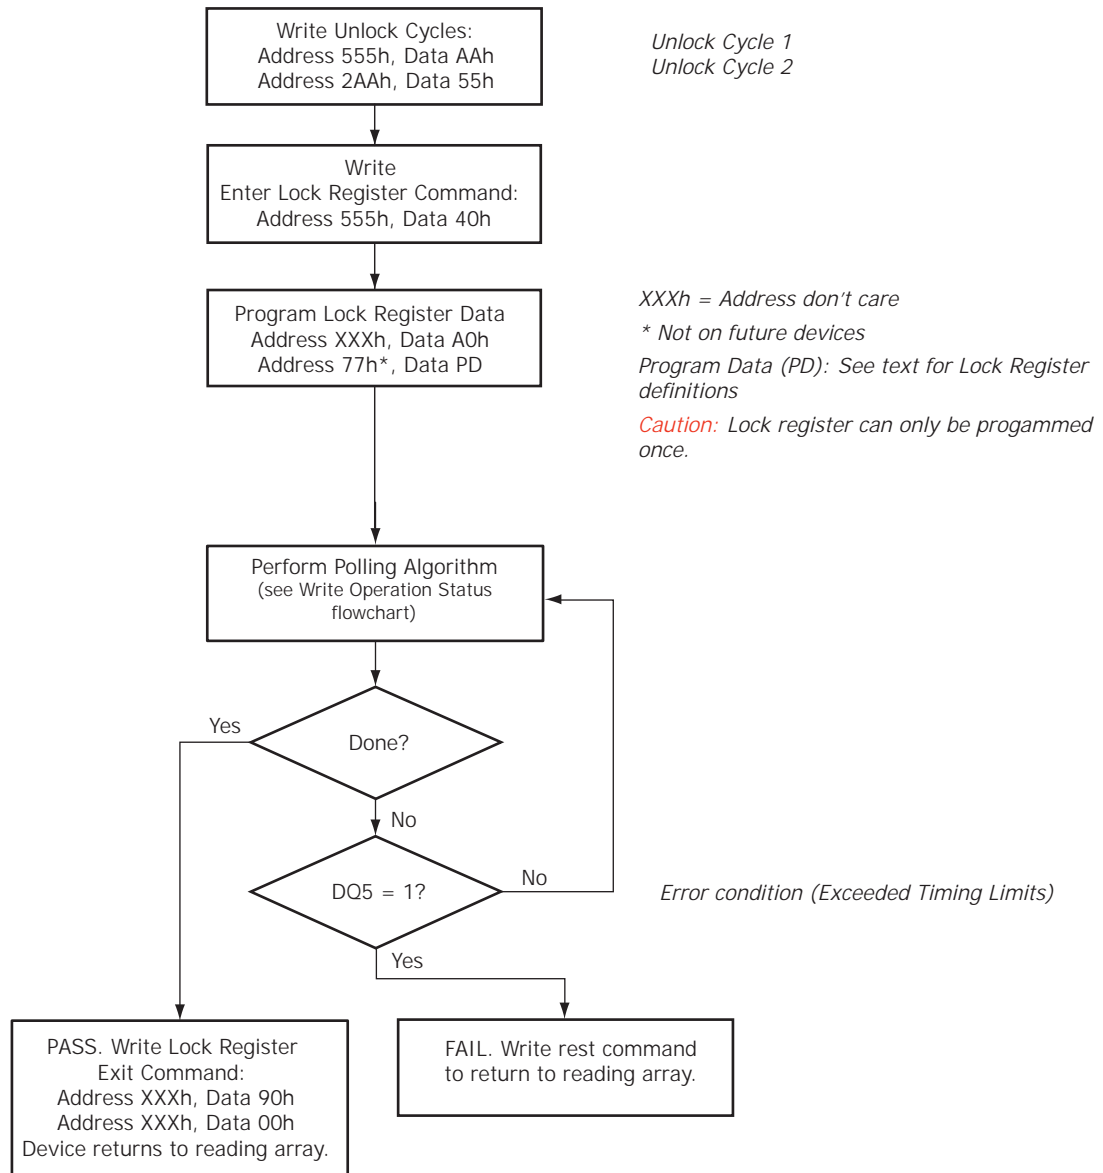 Write Unlock Cycles:
Address 555h, Data AAh
Address 2AAh, Data 55h
Unlock Cycle 1
Unlock Cycle 2
Write
Enter Lock Register Command:
Address 555h, Data 40h
Program Lock Register Data
Address XXXh, Data A0h
Address 77h*, Data PD
XXXh = Address don't care
* Not on future devices
Program Data (PD): See text for Lock Register
definitions
Caution: Lock register can only be progammed
once.
Perform Polling Algorithm
(see Write Operation Status
flowchart)
Yes
Done?
No
DQ5 = 1?
No
Error condition (Exceeded Timing Limits)
Yes
PASS. Write Lock Register
Exit Command:
Address XXXh, Data 90h
Address XXXh, Data 00h
Device returns to reading array.
FAIL. Write rest command
to return to reading array.